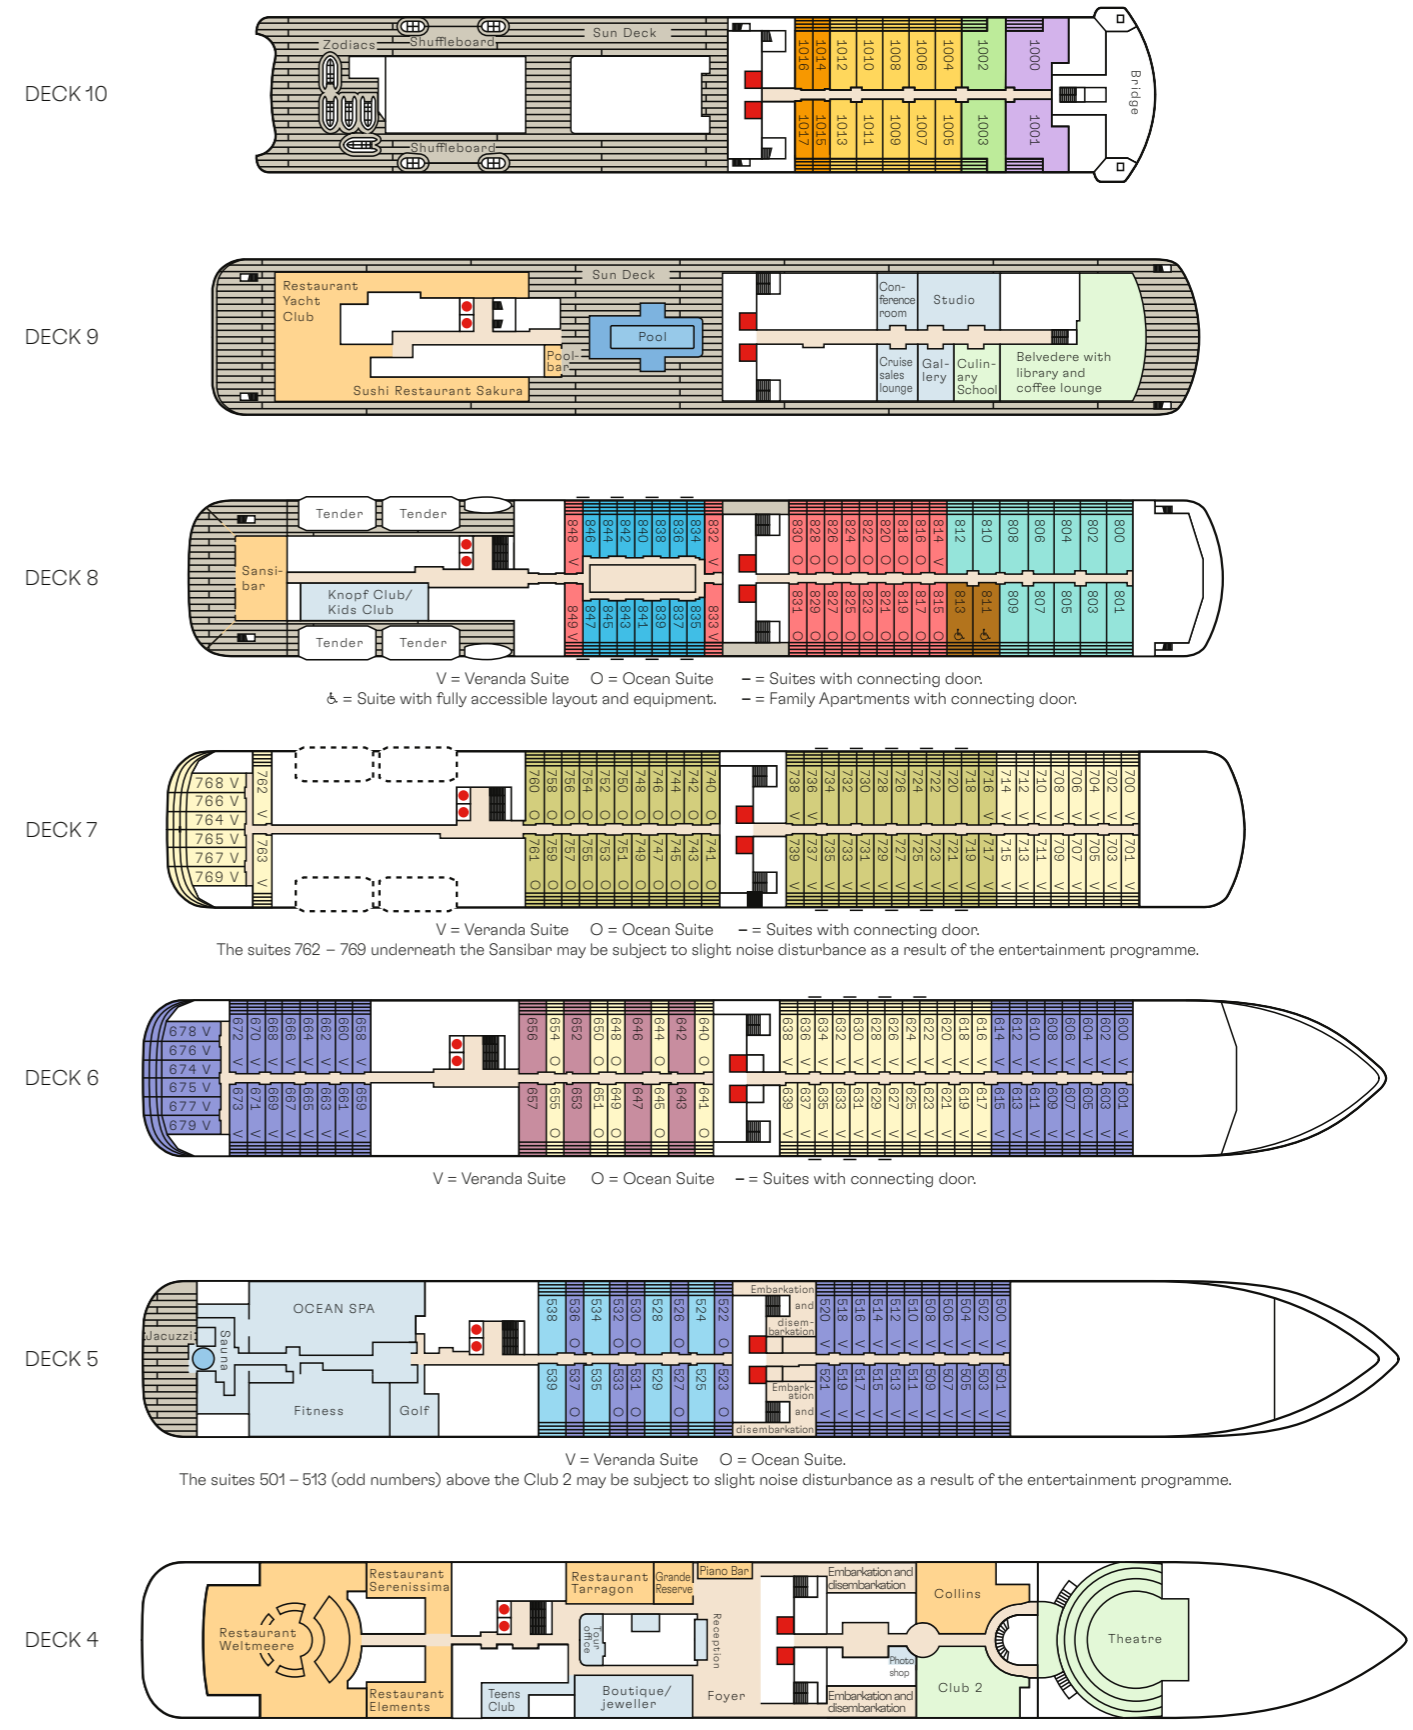 DECK 10
Zodiacs
Shuffleboard
Sun Deck
1016 1014 1012 1010 1008 1006 1004 1002 1000
Bridge
1017 1015 1013 1011 1009 1007 1005 1003 1001
Shuffleboard
DECK 9
Restaurant
Yacht
Club
Sun Deck
Pool
Pool-
bar
Sushi Restaurant Sakura
Con-
ference
room
Studio
Cruise
sales
lounge
Gal-
lery
Culin-
ary
School
Belvedere with
library and
coffee lounge
DECK 8
Tender
Tender
Sansi-
bar
Knopf Club/
Kids Club
Tender
Tender
848 V 846 844 842 840 838 836 834 832 V
849 V 847 845 843 841 839 837 835 833 V
830 O 828 O 826 O 824 O 822 O 820 O 818 O 816 O 814 V 812 810 808 806 804 802 800
831 O 829 O 827 O 825 O 823 O 821 O 819 O 817 O 815 O 813 811 809 807 805 803 801
V = Veranda Suite O = Ocean Suite – = Suites with connecting door.
♿ = Suite with fully accessible layout and equipment. – = Family Apartments with connecting door.
DECK 7
768 V
766 V
764 V
765 V
767 V
769 V
762 V
763 V
760 O 758 O 756 O 754 O 752 O 750 O 748 O 746 O 744 O 742 O 740 O
761 O 759 O 757 O 755 O 753 O 751 O 749 O 747 O 745 O 743 O 741 O
738 V 736 V 734 V 732 V 730 V 728 V 726 V 724 V 722 V 720 V 718 V 716 V 714 V 712 V 710 V 708 V 706 V 704 V 702 V 700 V
739 V 737 V 735 V 733 V 731 V 729 V 727 V 725 V 723 V 721 V 719 V 717 V 715 V 713 V 711 V 709 V 707 V 705 V 703 V 701 V
V = Veranda Suite O = Ocean Suite – = Suites with connecting door.
The suites 762 – 769 underneath the Sansibar may be subject to slight noise disturbance as a result of the entertainment programme.
DECK 6
678 V
676 V
674 V
675 V
677 V
679 V
672 V 670 V 668 V 666 V 664 V 662 V 660 V 658 V
673 V 671 V 669 V 667 V 665 V 663 V 661 V 659 V
656 654 O 652 650 O 648 O 646 644 O 642 640 O
657 655 O 653 651 O 649 O 647 645 O 643 641 O
638 V 636 V 634 V 632 V 630 V 628 V 626 V 624 V 622 V 620 V 618 V 616 V 614 V 612 V 610 V 608 V 606 V 604 V 602 V 600 V
639 V 637 V 635 V 633 V 631 V 629 V 627 V 625 V 623 V 621 V 619 V 617 V 615 V 613 V 611 V 609 V 607 V 605 V 603 V 601 V
V = Veranda Suite O = Ocean Suite – = Suites with connecting door.
DECK 5
Jacuzzi
Sauna
OCEAN SPA
Fitness
Golf
538 536 O 534 532 O 530 O 528 526 O 524 522 O
539 537 O 535 533 O 531 O 529 527 O 525 523 O
Embarkation
and
disem-
barkation
Embark-
ation
and
disembarkation
520 V 518 V 516 V 514 V 512 V 510 V 508 V 506 V 504 V 502 V 500 V
521 V 519 V 517 V 515 V 513 V 511 V 509 V 507 V 505 V 503 V 501 V
V = Veranda Suite O = Ocean Suite.
The suites 501 – 513 (odd numbers) above the Club 2 may be subject to slight noise disturbance as a result of the entertainment programme.
DECK 4
Restaurant
Weltmeere
Restaurant
Serenissima
Restaurant
Elements
Teens
Club
Restaurant
Tarragon
Grande
Reserve
Piano Bar
Tour
office
Reception
Boutique/
jeweller
Foyer
Embarkation and
disembarkation
Photo
shop
Embarkation and
disembarkation
Collins
Club 2
Theatre